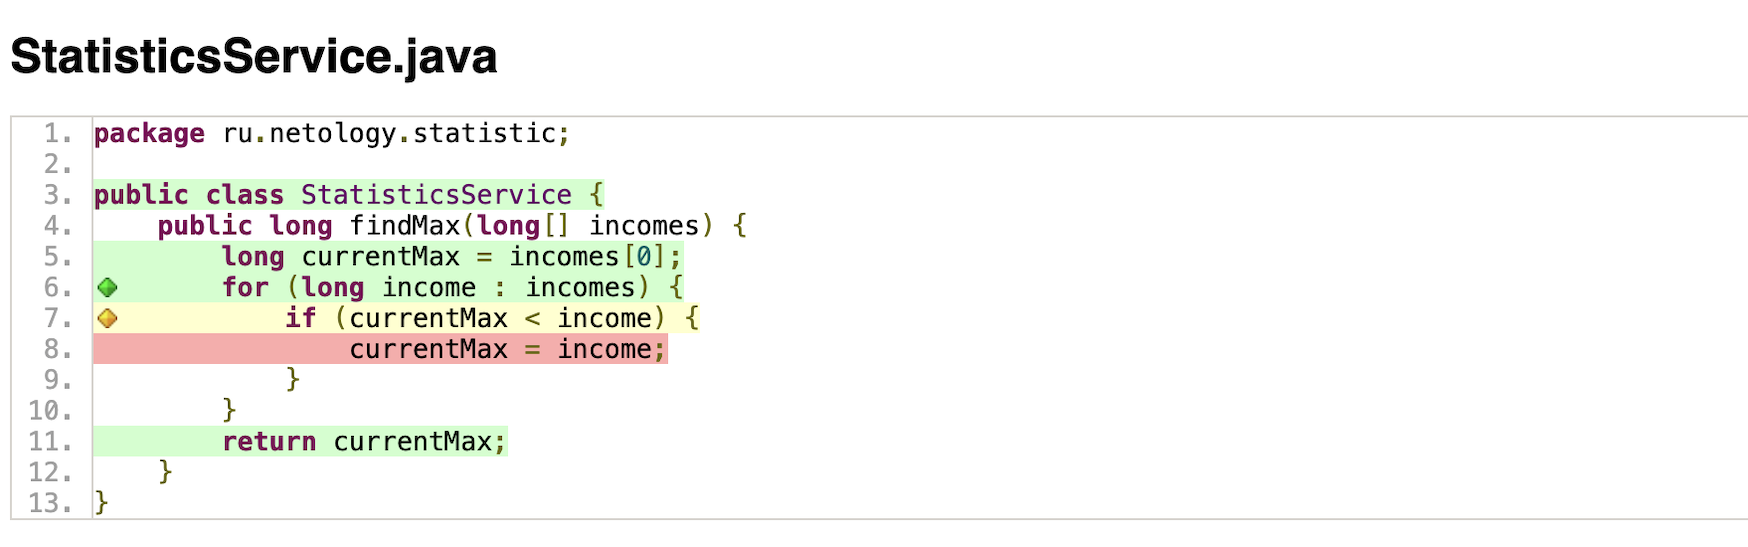 StatisticsService.java
1. package ru.netology.statistic;
2.
3. public class StatisticsService {
4.     public long findMax(long[] incomes) {
5.         long currentMax = incomes[0];
6.         for (long income : incomes) {
7.             if (currentMax < income) {
8.                 currentMax = income;
9.             }
10.         }
11.         return currentMax;
12.     }
13. }